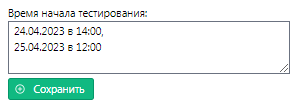 Время начала тестирования:
24.04.2023 в 14:00,
25.04.2023 в 12:00
Сохранить